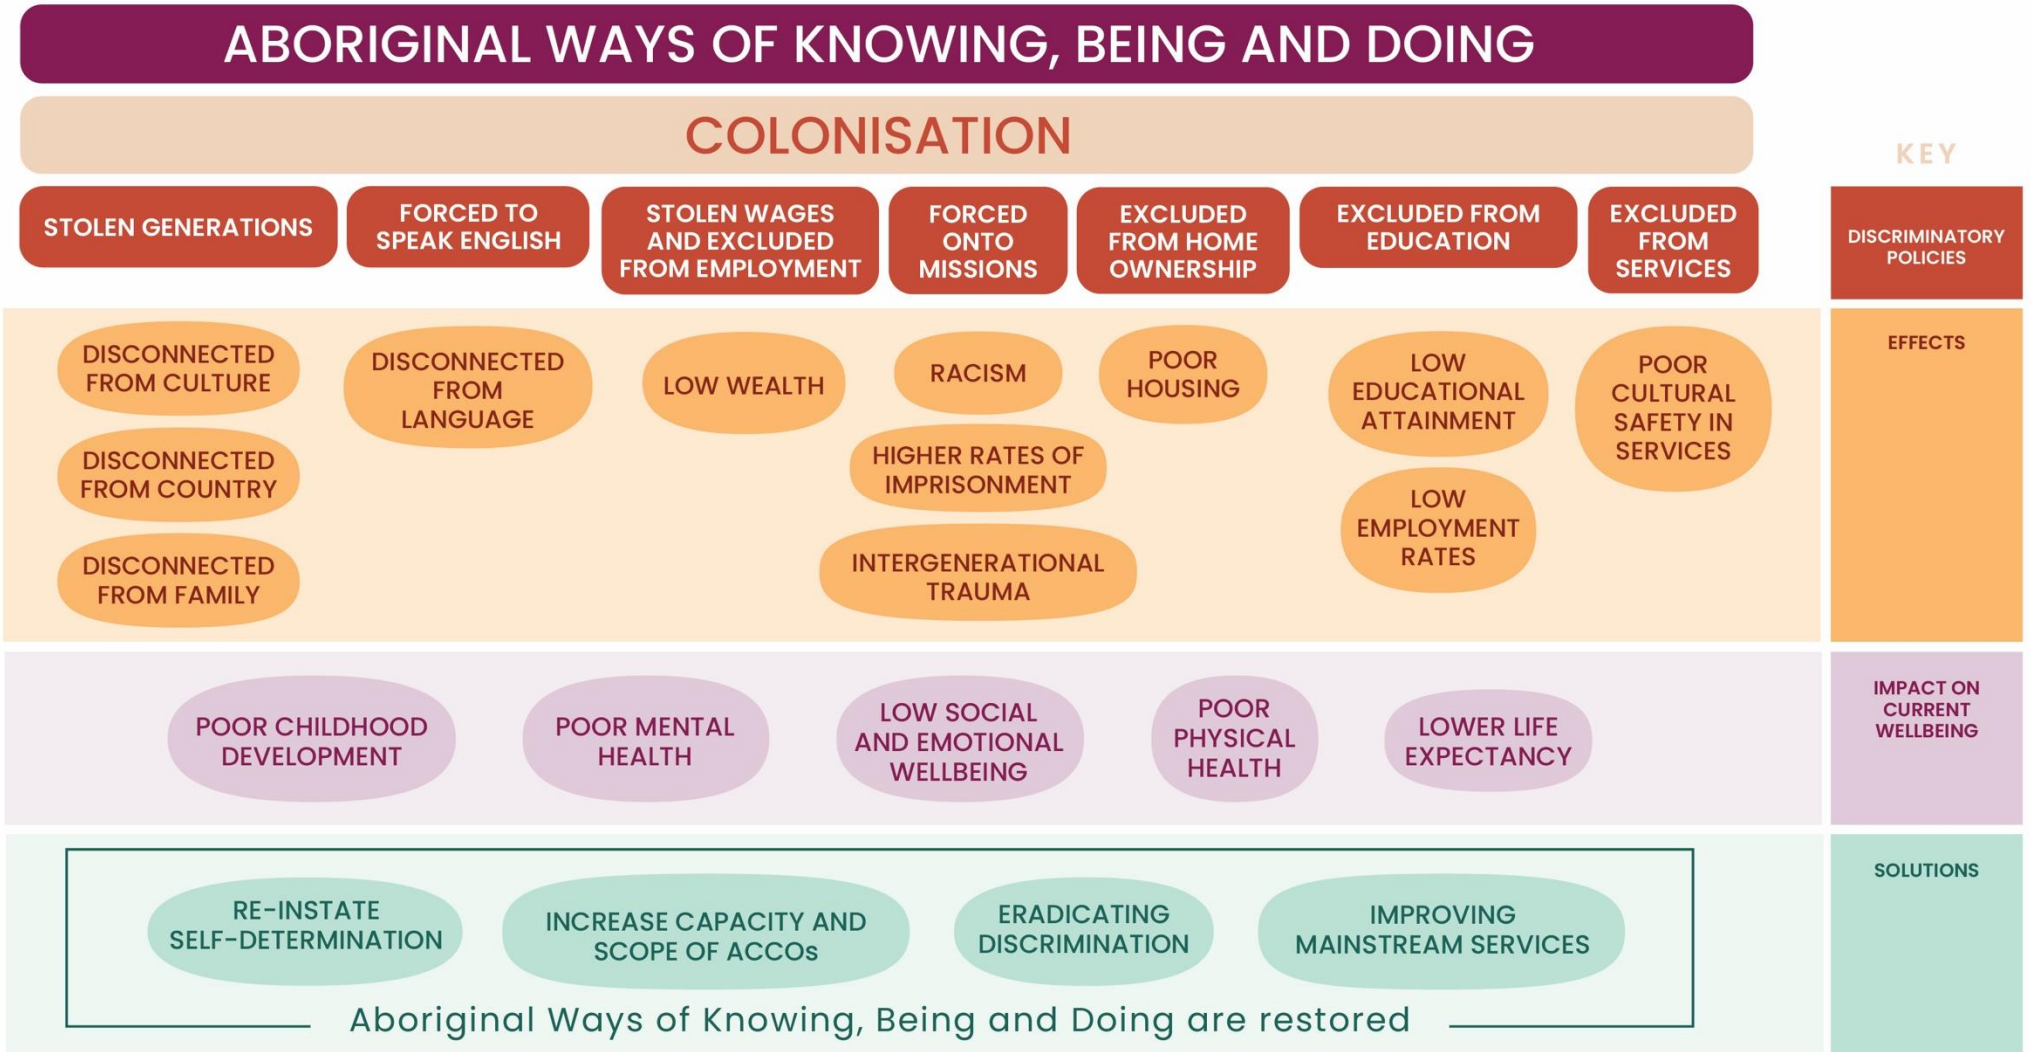 ABORIGINAL WAYS OF KNOWING, BEING AND DOING
COLONISATION
KEY
STOLEN GENERATIONS
FORCED TO
SPEAK ENGLISH
STOLEN WAGES
AND EXCLUDED
FROM EMPLOYMENT
FORCED
ONTO
MISSIONS
EXCLUDED
FROM HOME
OWNERSHIP
EXCLUDED FROM
EDUCATION
EXCLUDED
FROM
SERVICES
DISCRIMINATORY
POLICIES
DISCONNECTED
FROM CULTURE
DISCONNECTED
FROM COUNTRY
DISCONNECTED
FROM FAMILY
DISCONNECTED
FROM
LANGUAGE
LOW WEALTH
RACISM
HIGHER RATES OF
IMPRISONMENT
INTERGENERATIONAL
TRAUMA
POOR
HOUSING
LOW
EDUCATIONAL
ATTAINMENT
LOW
EMPLOYMENT
RATES
POOR
CULTURAL
SAFETY IN
SERVICES
EFFECTS
POOR CHILDHOOD
DEVELOPMENT
POOR MENTAL
HEALTH
LOW SOCIAL
AND EMOTIONAL
WELLBEING
POOR
PHYSICAL
HEALTH
LOWER LIFE
EXPECTANCY
IMPACT ON
CURRENT
WELLBEING
RE-INSTATE
SELF-DETERMINATION
INCREASE CAPACITY AND
SCOPE OF ACCOs
ERADICATING
DISCRIMINATION
IMPROVING
MAINSTREAM SERVICES
SOLUTIONS
Aboriginal Ways of Knowing, Being and Doing are restored